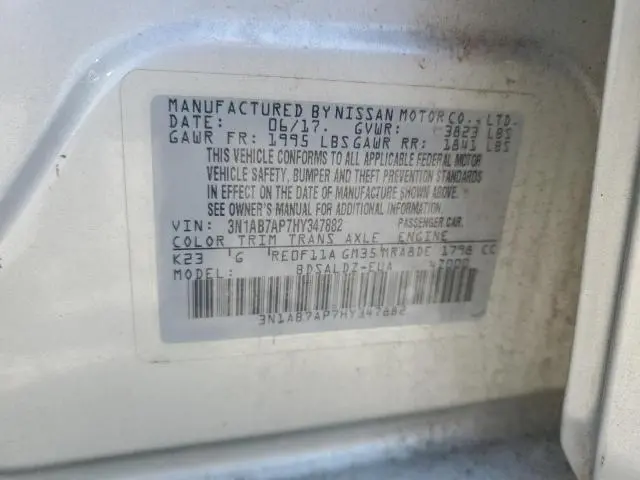 MANUFACTURED BY NISSAN MOTOR CO., LTD.
DATE: 06/17. GVWR: 3823 LBS
GAWR FR: 1995 LBS GAWR RR: 1841 LBS
THIS VEHICLE CONFORMS TO ALL APPLICABLE FEDERAL MOTOR
VEHICLE SAFETY, BUMPER AND THEFT PREVENTION STANDARDS
IN EFFECT ON THE DATE OF MANUFACTURE SHOWN ABOVE.
SEE OWNER'S MANUAL FOR ADDITIONAL INFORMATION.
VIN: 3N1AB7AP7HY347882 PASSENGER CAR.
COLOR TRIM TRANS AXLE ENGINE
K23 G RE0F11A GM35 MRA8DE 1798 CC
MODEL: BDSALDZ-EUA
3N1AB7AP7HY347882